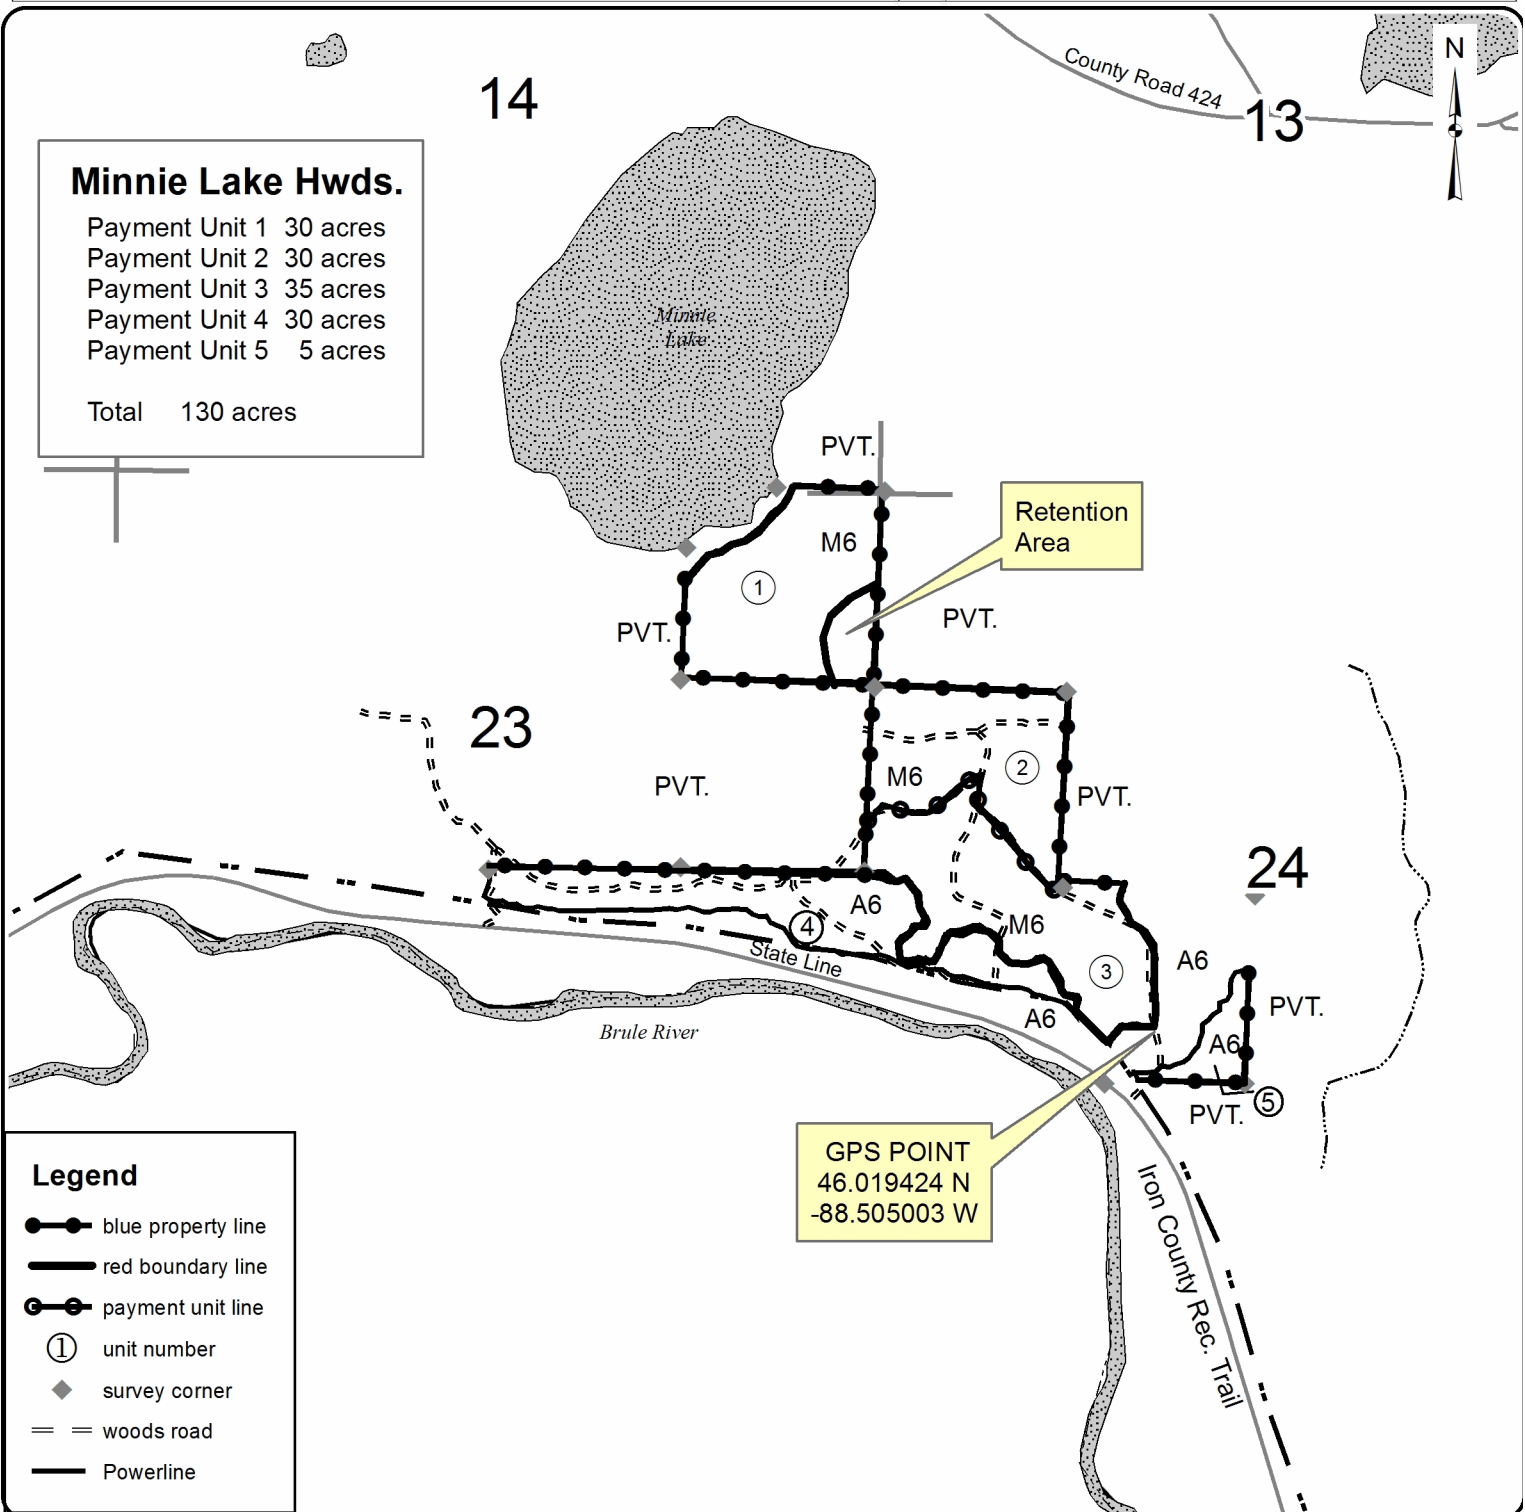 14
County Road 424
13
N
Minnie Lake Hwds.
Payment Unit 1 30 acres
Payment Unit 2 30 acres
Payment Unit 3 35 acres
Payment Unit 4 30 acres
Payment Unit 5 5 acres
Total 130 acres
Minnie
Lake
PVT.
Retention
Area
M6
1
PVT.
PVT.
23
2
M6
PVT.
PVT.
24
A6
4
M6
State Line
3
A6
A6
PVT.
Brule River
A6
5
PVT.
GPS POINT
46.019424 N
-88.505003 W
Iron County Rec. Trail
Legend
blue property line
red boundary line
payment unit line
1 unit number
survey corner
woods road
Powerline